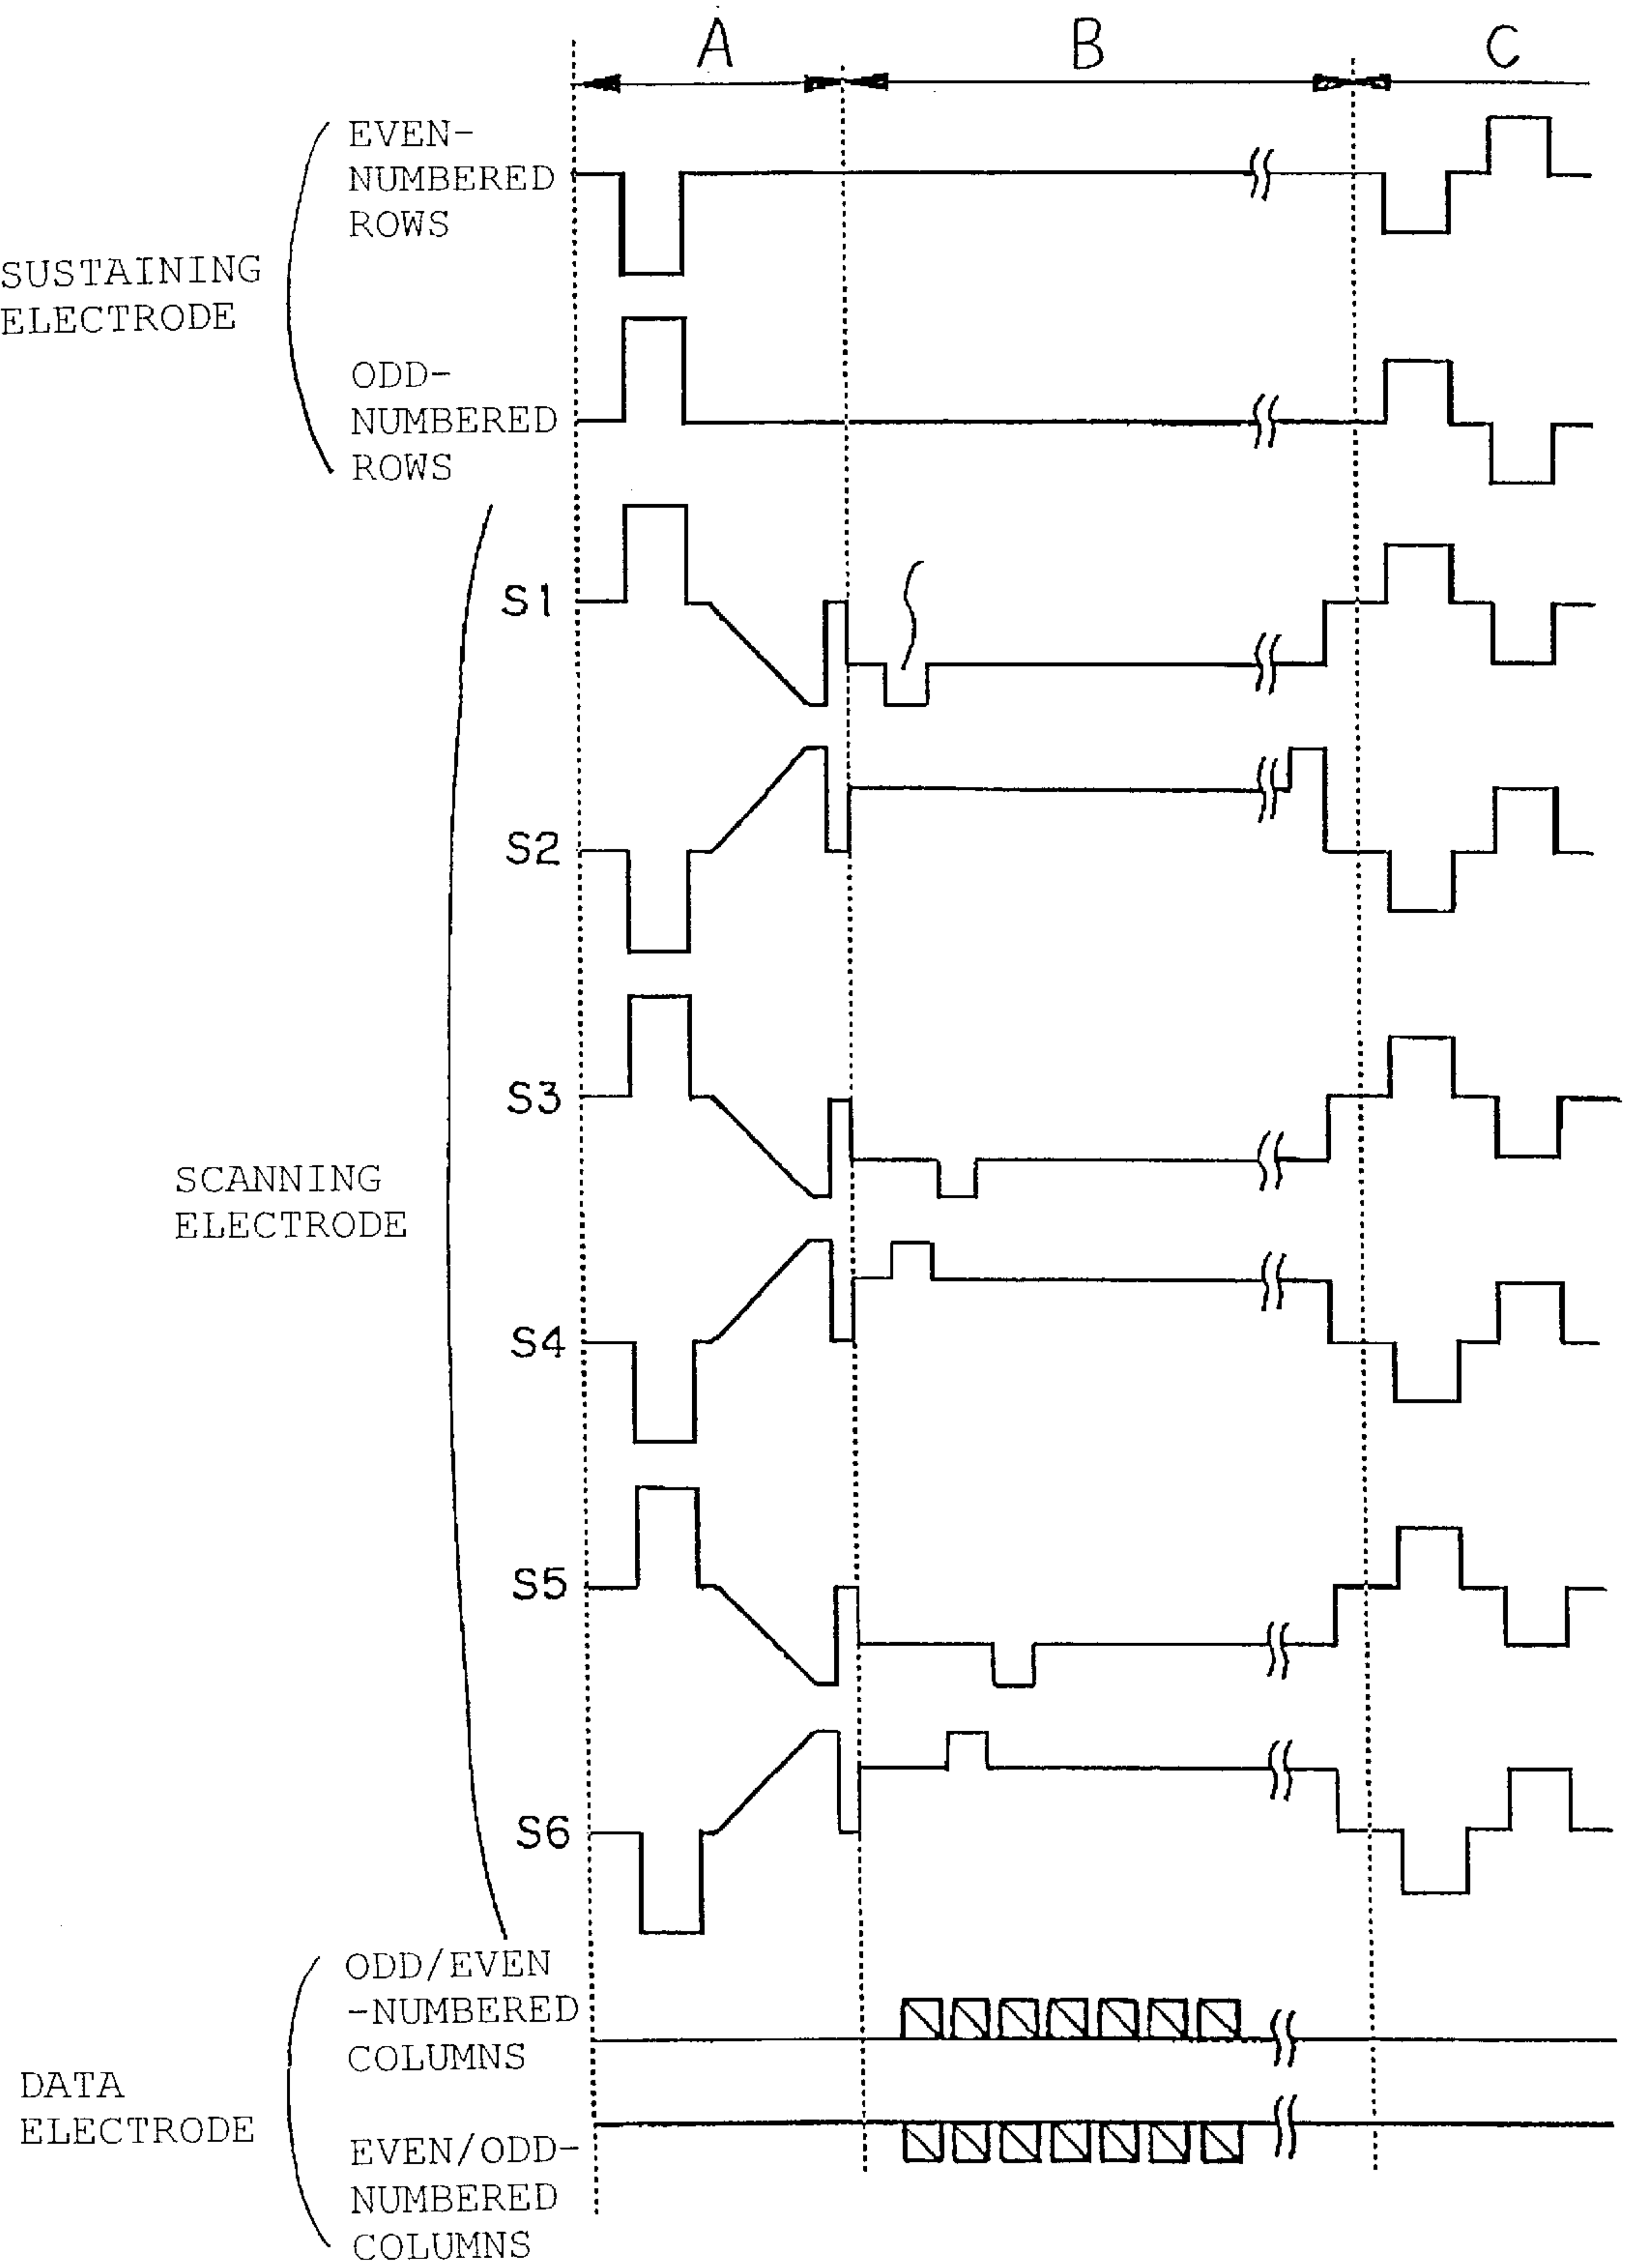 A
B
C
EVEN-
NUMBERED
ROWS
SUSTAINING
ELECTRODE
ODD-
NUMBERED
ROWS
S1
S2
S3
SCANNING
ELECTRODE
S4
S5
S6
ODD/EVEN
-NUMBERED
COLUMNS
DATA
ELECTRODE
EVEN/ODD-
NUMBERED
COLUMNS